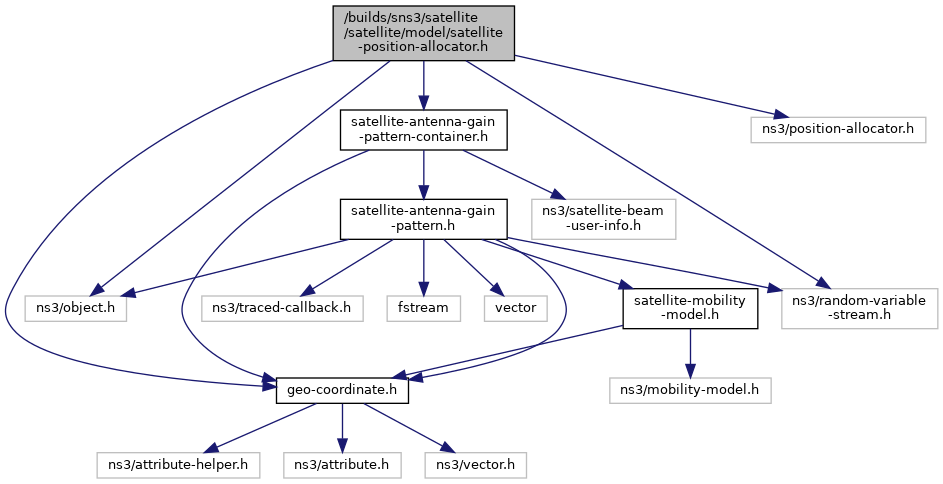 /builds/sns3/satellite
/satellite/model/satellite
-position-allocator.h
satellite-antenna-gain
-pattern-container.h
ns3/position-allocator.h
satellite-antenna-gain
-pattern.h
ns3/satellite-beam
-user-info.h
ns3/object.h
ns3/traced-callback.h
fstream
vector
satellite-mobility
-model.h
ns3/random-variable
-stream.h
geo-coordinate.h
ns3/mobility-model.h
ns3/attribute-helper.h
ns3/attribute.h
ns3/vector.h